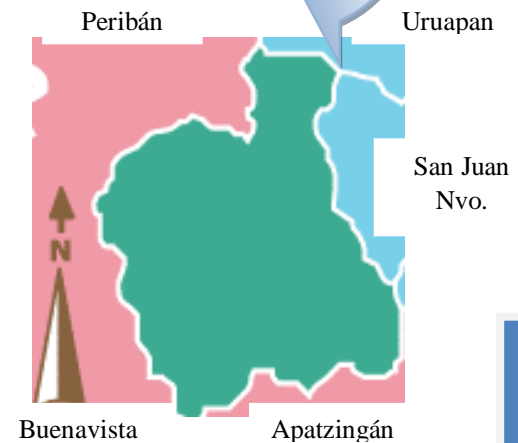 Peribán
Uruapan
San Juan
Nvo.
N
Buenavista
Apatzingán